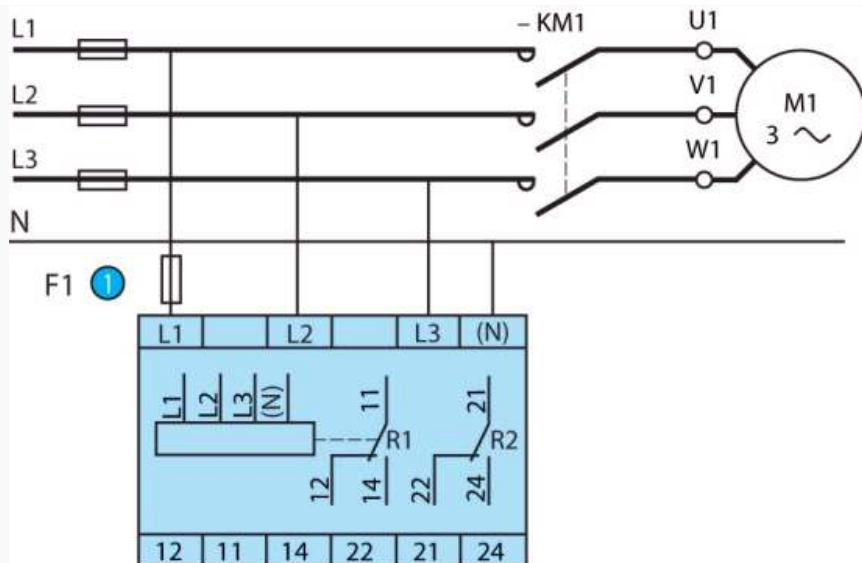 L1
– KM1
U1
L2
V1
M1
3
L3
W1
N
F1 1
L1 L2 L3 (N)
L1 L2 L3 (N) 11 21
R1 R2
12 14 22 24
12 11 14 22 21 24